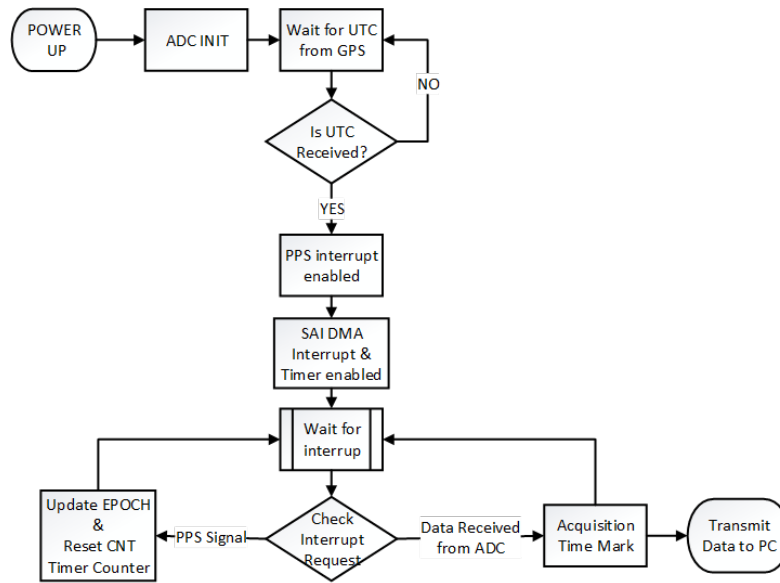 POWER
UP
ADC INIT
Wait for UTC
from GPS
NO
Is UTC
Received?
YES
PPS interrupt
enabled
SAI DMA
Interrupt &
Timer enabled
Wait for
interrup
Update EPOCH
&
Reset CNT
Timer Counter
PPS Signal
Check
Interrupt
Request
Data Received
from ADC
Acquisition
Time Mark
Transmit
Data to PC